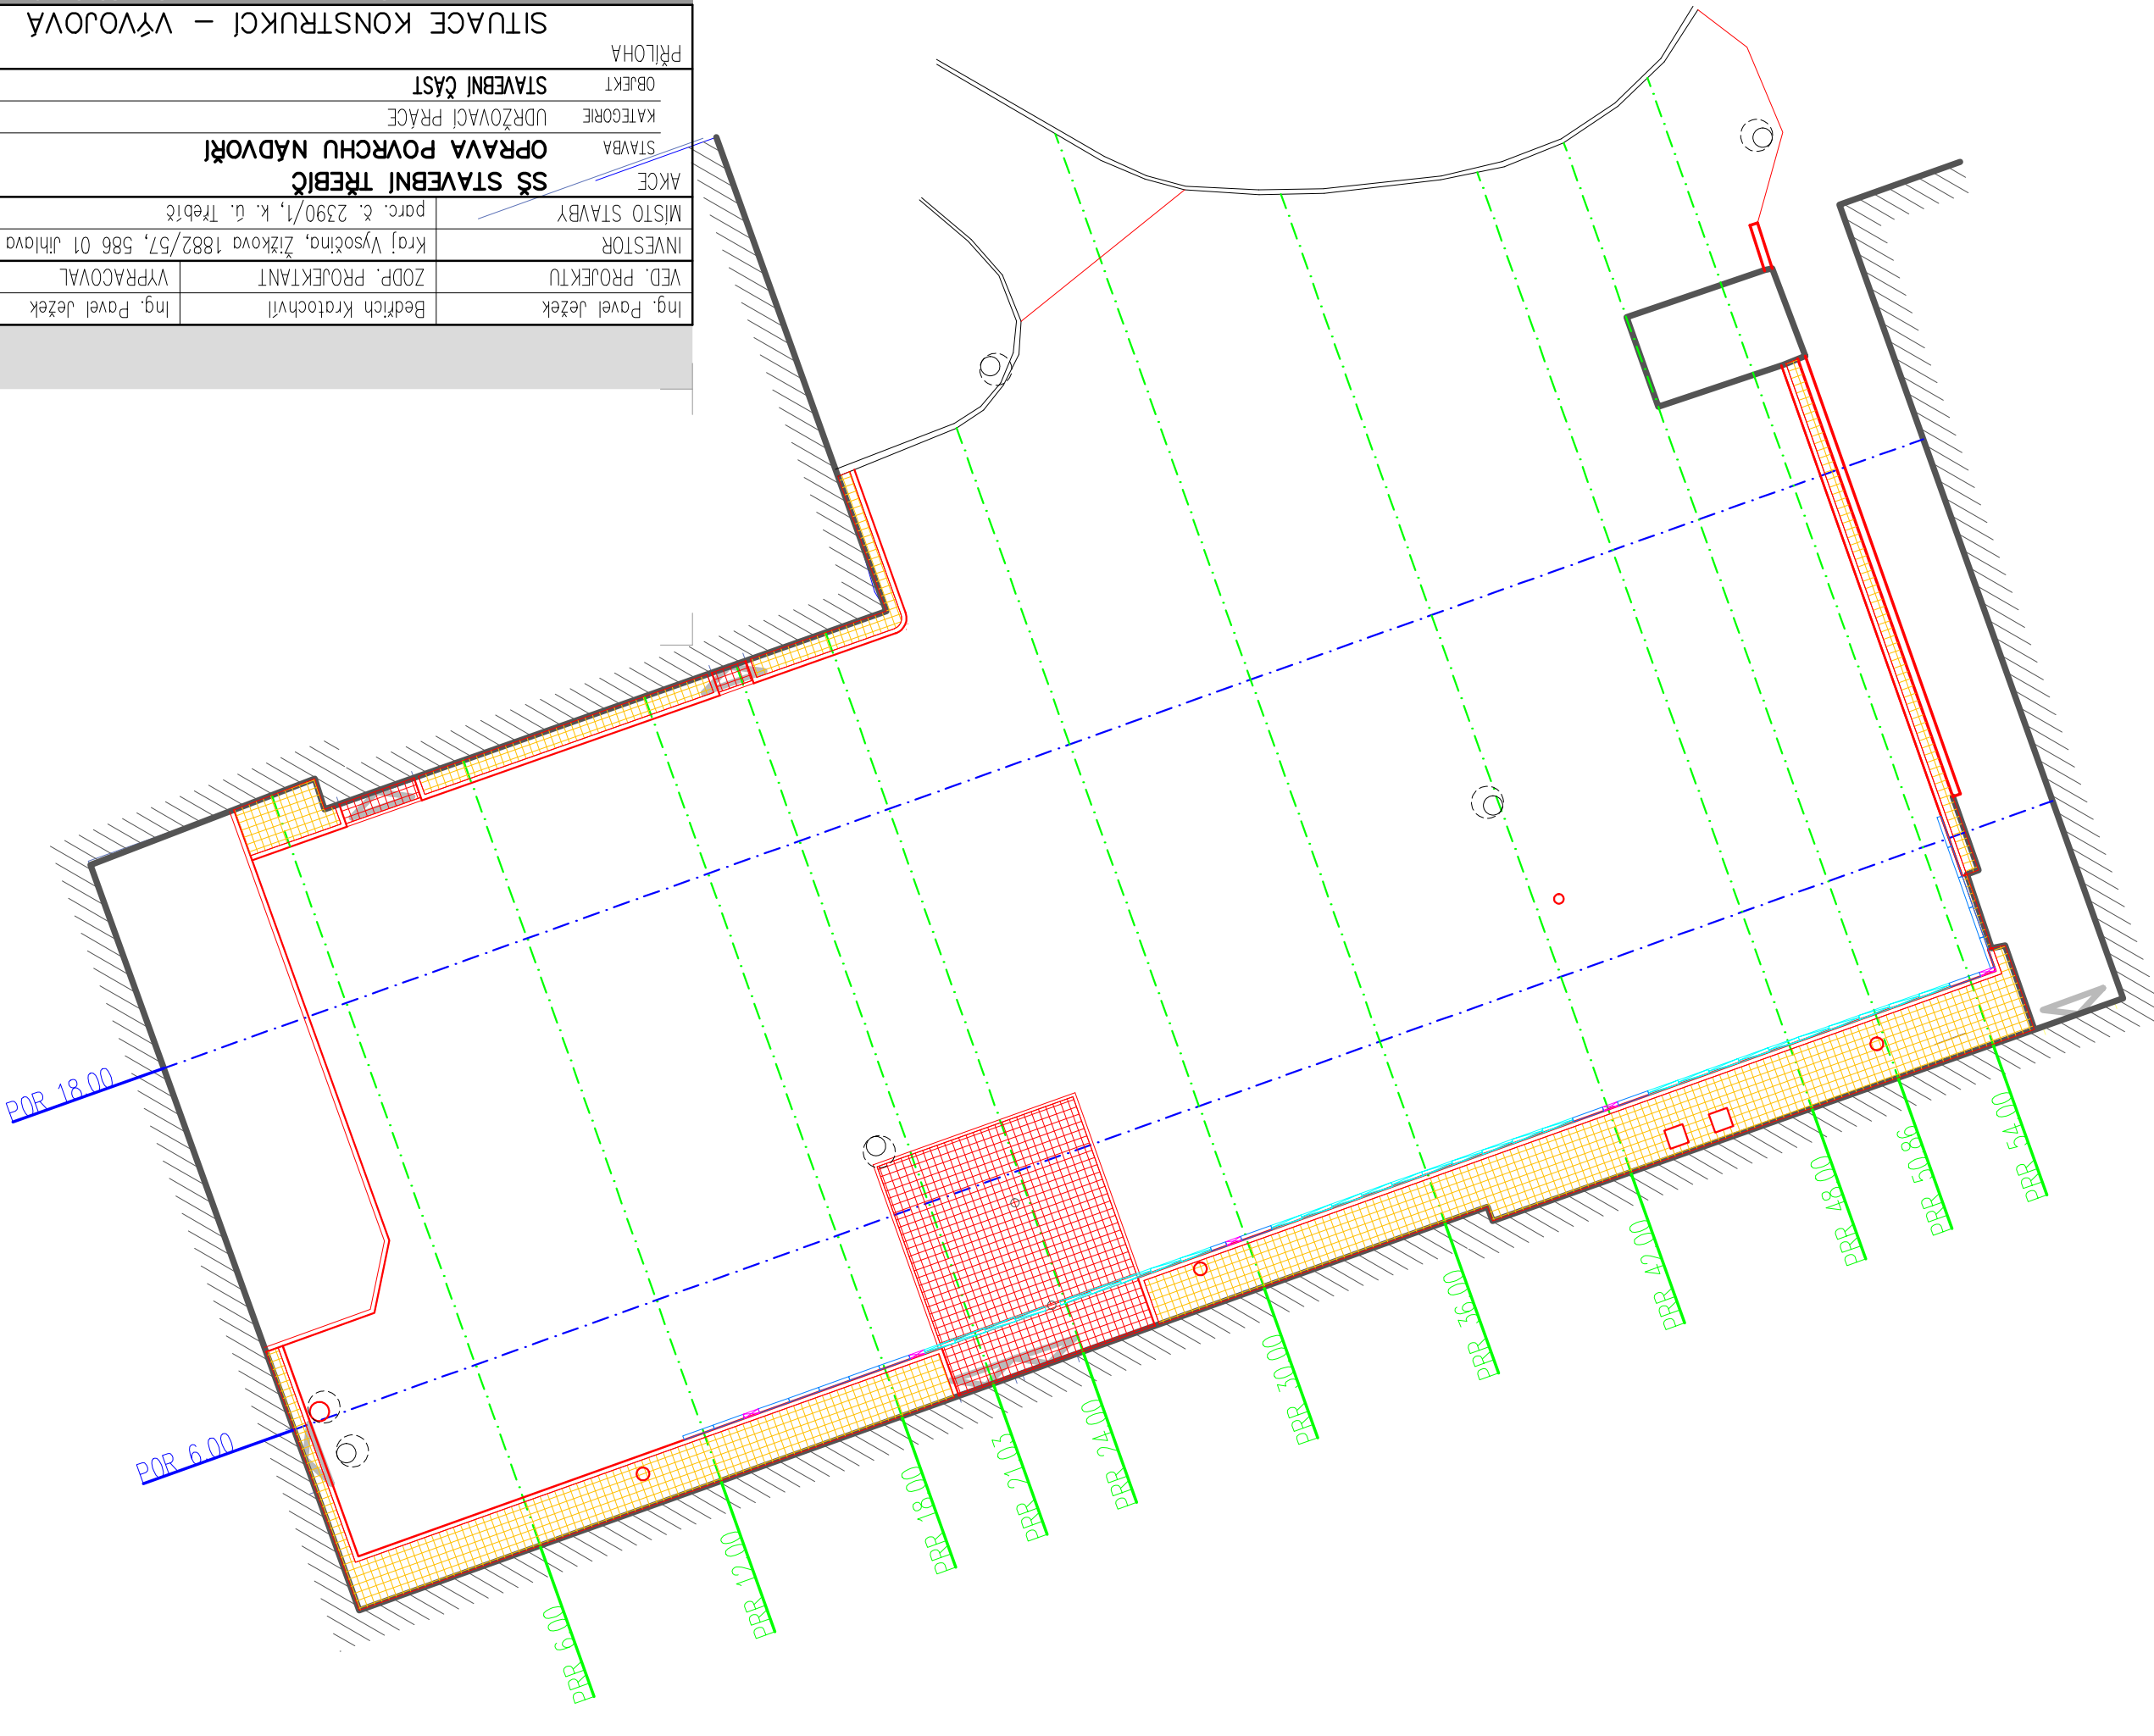 Ing. Pavel Ježek Bedřich Kratochvíl Ing. Pavel Ježek
VED. PROJEKTU ZODP. PROJEKTANT VYPRACOVAL
INVESTOR Kraj Vysočina, Žižkova 1882/57, 586 01 Jihlava
MÍSTO STAVBY parc. č. 2390/1, k. ú. Třebíč
AKCE SŠ STAVEBNÍ TŘEBÍČ
STAVBA OPRAVA POVRCHU NÁDVOŘÍ
KATEGORIE UDRŽOVACÍ PRÁCE
OBJEKT STAVEBNÍ ČÁST
PŘÍLOHA
SITUACE KONSTRUKCÍ – VÝVOJOVÁ
POR 18.00
POR 6.00
PRR 6.00
PRR 12.00
PRR 18.00
PRR 21.03
PRR 24.00
PRR 30.00
PRR 36.00
PRR 42.00
PRR 48.00
PRR 50.86
PRR 54.00